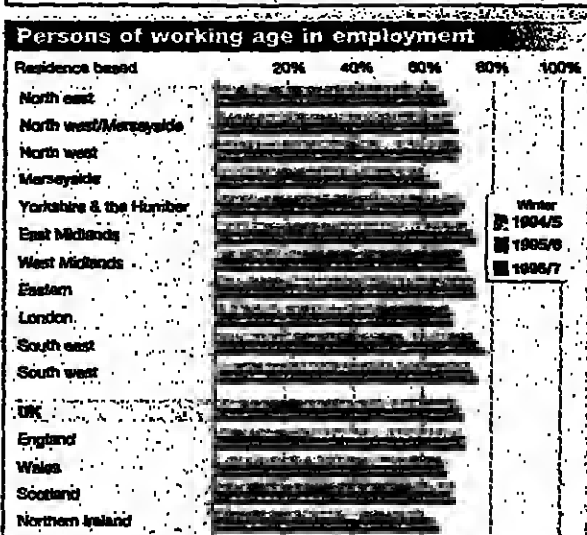 Persons of working age in employment
Residence based 20% 40% 60% 80% 100%
North east
North west/Merseyside
North west
Merseyside
Yorkshire & the Humber
East Midlands
West Midlands
Eastern
London
South east
South west
UK
England
Wales
Scotland
Northern Ireland
Winter
1994/5
1995/6
1996/7